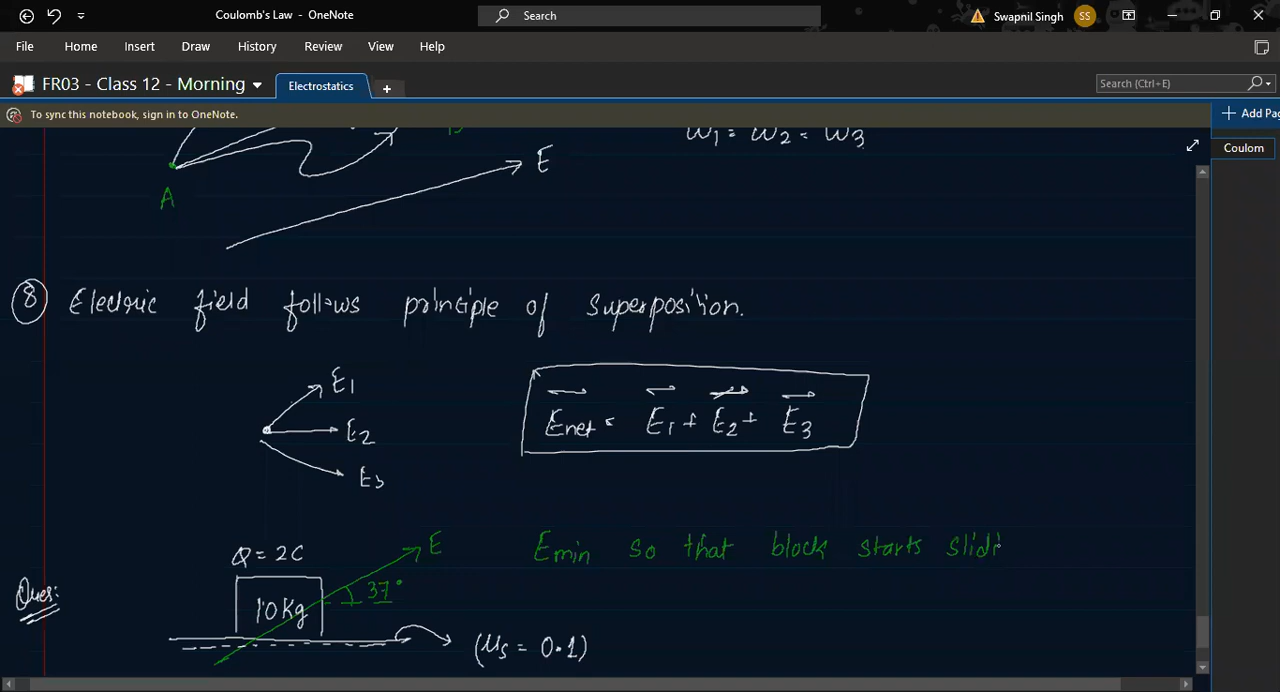 Coulomb's Law - OneNote
Search
Swapnil Singh
SS
File Home Insert Draw History Review View Help
FR03 - Class 12 - Morning
Electrostatics
+
Search (Ctrl+E)
To sync this notebook, sign in to OneNote.
+ Add Pag
Coulom
W1 = W2 = W3
E
A
8 Electric field follows principle of superposition.
E1
E2
E3
Enet = E1 + E2 + E3
Q = 2C
E
Emin so that block starts slidi
Ques:
10 Kg
37°
(μs = 0.1)